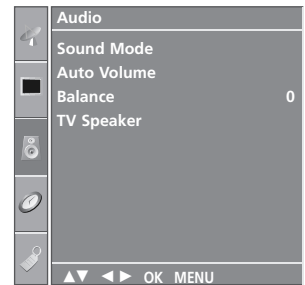 Audio
Sound Mode
Auto Volume
Balance 0
TV Speaker
▲▼ ◄► OK MENU